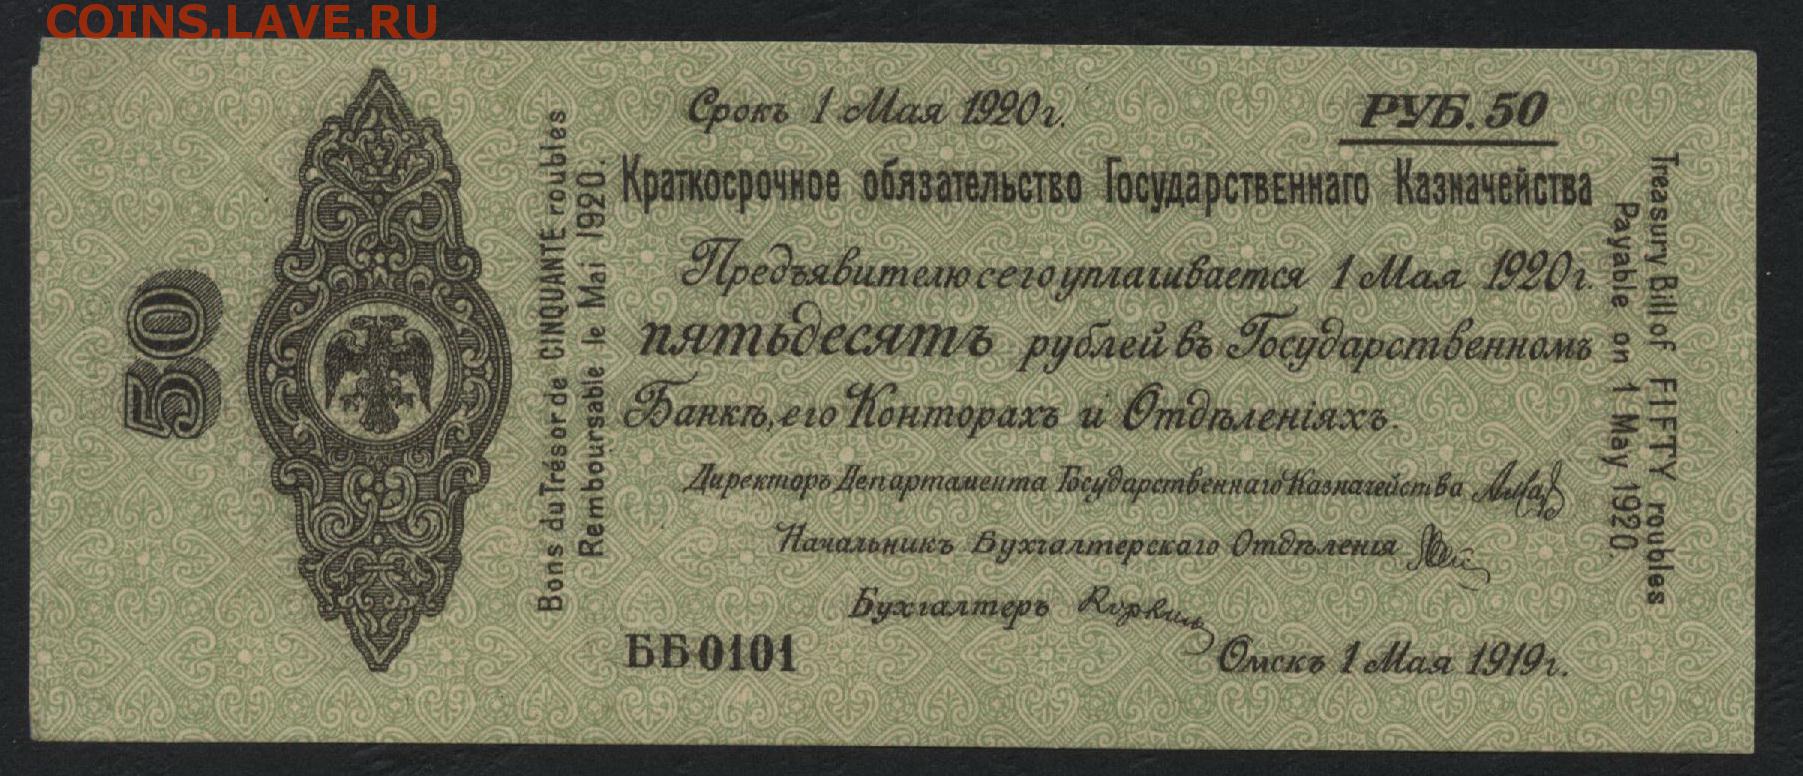 COINS.LAVE.RU
50
Bons du Trésor de CINQUANTE roubles
Remboursable le Mai 1920.
Срокъ 1 Мая 1920 г.
РУБ. 50
Краткосрочное обязательство Государственнаго Казначейства
Предъявителю сего уплачивается 1 Мая 1920 г.
пятьдесятъ рублей въ Государственномъ
Банкѣ, его Конторахъ и Отдѣленіяхъ.
Директоръ Департамента Государственнаго Казначейства
Начальникъ Бухгалтерскаго Отдѣленія
Бухгалтеръ
ББ0101
Омскъ 1 Мая 1919 г.
Treasury Bill of FIFTY roubles
Payable on 1 May 1920.